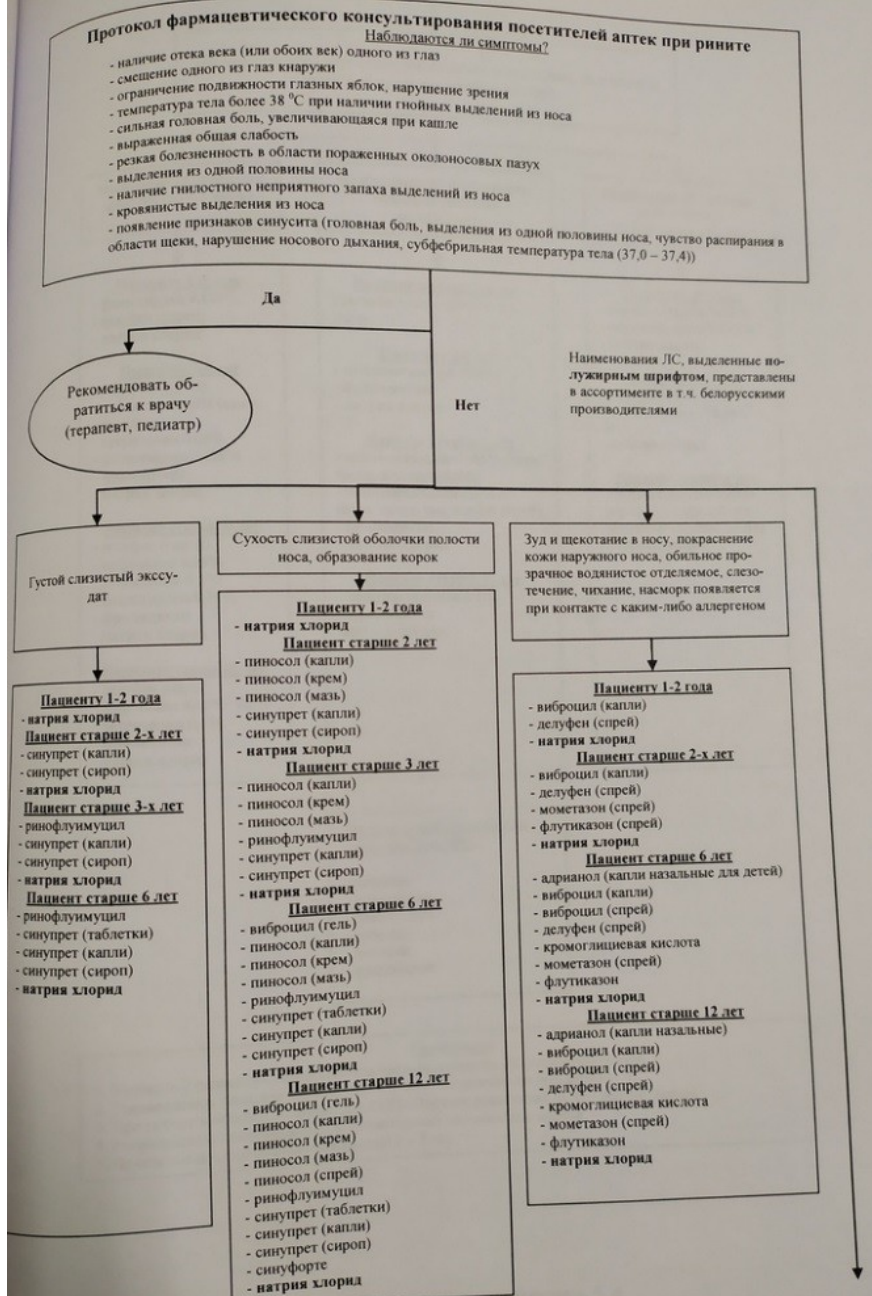 Протокол фармацевтического консультирования посетителей аптек при рините
Наблюдаются ли симптомы?
- наличие отека века (или обоих век) одного из глаз
- смещение одного из глаз кнаружи
- ограничение подвижности глазных яблок, нарушение зрения
- температура тела более 38 °С при наличии гнойных выделений из носа
- сильная головная боль, увеличивающаяся при кашле
- выраженная общая слабость
- резкая болезненность в области пораженных околоносовых пазух
- выделения из одной половины носа
- наличие гнилостного неприятного запаха выделений из носа
- кровянистые выделения из носа
- появление признаков синусита (головная боль, выделения из одной половины носа, чувство распирания в
области щеки, нарушение носового дыхания, субфебрильная температура тела (37,0 – 37,4))
Да
Рекомендовать об-
ратиться к врачу
(терапевт, педиатр)
Нет
Наименования ЛС, выделенные по-
лужирным шрифтом, представлены
в ассортименте в т.ч. белорусскими
производителями
Густой слизистый экссу-
дат
Пациенту 1-2 года
- натрия хлорид
Пациент старше 2-х лет
- синупрет (капли)
- синупрет (сироп)
- натрия хлорид
Пациент старше 3-х лет
- ринофлуимуцил
- синупрет (капли)
- синупрет (сироп)
- натрия хлорид
Пациент старше 6 лет
- ринофлуимуцил
- синупрет (таблетки)
- синупрет (капли)
- синупрет (сироп)
- натрия хлорид
Сухость слизистой оболочки полости
носа, образование корок
Пациенту 1-2 года
- натрия хлорид
Пациент старше 2 лет
- пиносол (капли)
- пиносол (крем)
- пиносол (мазь)
- синупрет (капли)
- синупрет (сироп)
- натрия хлорид
Пациент старше 3 лет
- пиносол (капли)
- пиносол (крем)
- пиносол (мазь)
- ринофлуимуцил
- синупрет (капли)
- синупрет (сироп)
- натрия хлорид
Пациент старше 6 лет
- виброцил (гель)
- пиносол (капли)
- пиносол (крем)
- пиносол (мазь)
- ринофлуимуцил
- синупрет (таблетки)
- синупрет (капли)
- синупрет (сироп)
- натрия хлорид
Пациент старше 12 лет
- виброцил (гель)
- пиносол (капли)
- пиносол (крем)
- пиносол (мазь)
- пиносол (спрей)
- ринофлуимуцил
- синупрет (таблетки)
- синупрет (капли)
- синупрет (сироп)
- синуфорте
- натрия хлорид
Зуд и щекотание в носу, покраснение
кожи наружного носа, обильное про-
зрачное водянистое отделяемое, слезо-
течение, чихание, насморк появляется
при контакте с каким-либо аллергеном
Пациенту 1-2 года
- виброцил (капли)
- делуфен (спрей)
- натрия хлорид
Пациент старше 2-х лет
- виброцил (капли)
- делуфен (спрей)
- мометазон (спрей)
- флутиказон (спрей)
- натрия хлорид
Пациент старше 6 лет
- адрианол (капли назальные для детей)
- виброцил (капли)
- виброцил (спрей)
- делуфен (спрей)
- кромоглициевая кислота
- мометазон (спрей)
- флутиказон
- натрия хлорид
Пациент старше 12 лет
- адрианол (капли назальные)
- виброцил (капли)
- виброцил (спрей)
- делуфен (спрей)
- кромоглициевая кислота
- мометазон (спрей)
- флутиказон
- натрия хлорид